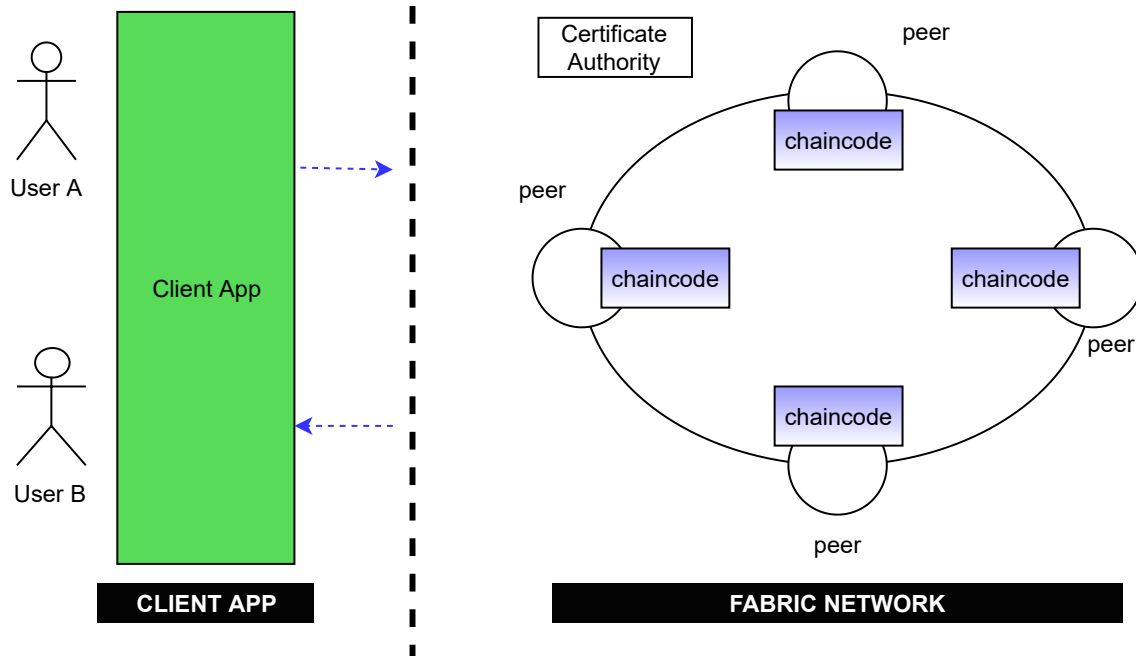 Certificate
Authority
peer
chaincode
User A
peer
Client App
chaincode
chaincode
peer
chaincode
User B
peer
CLIENT APP
FABRIC NETWORK